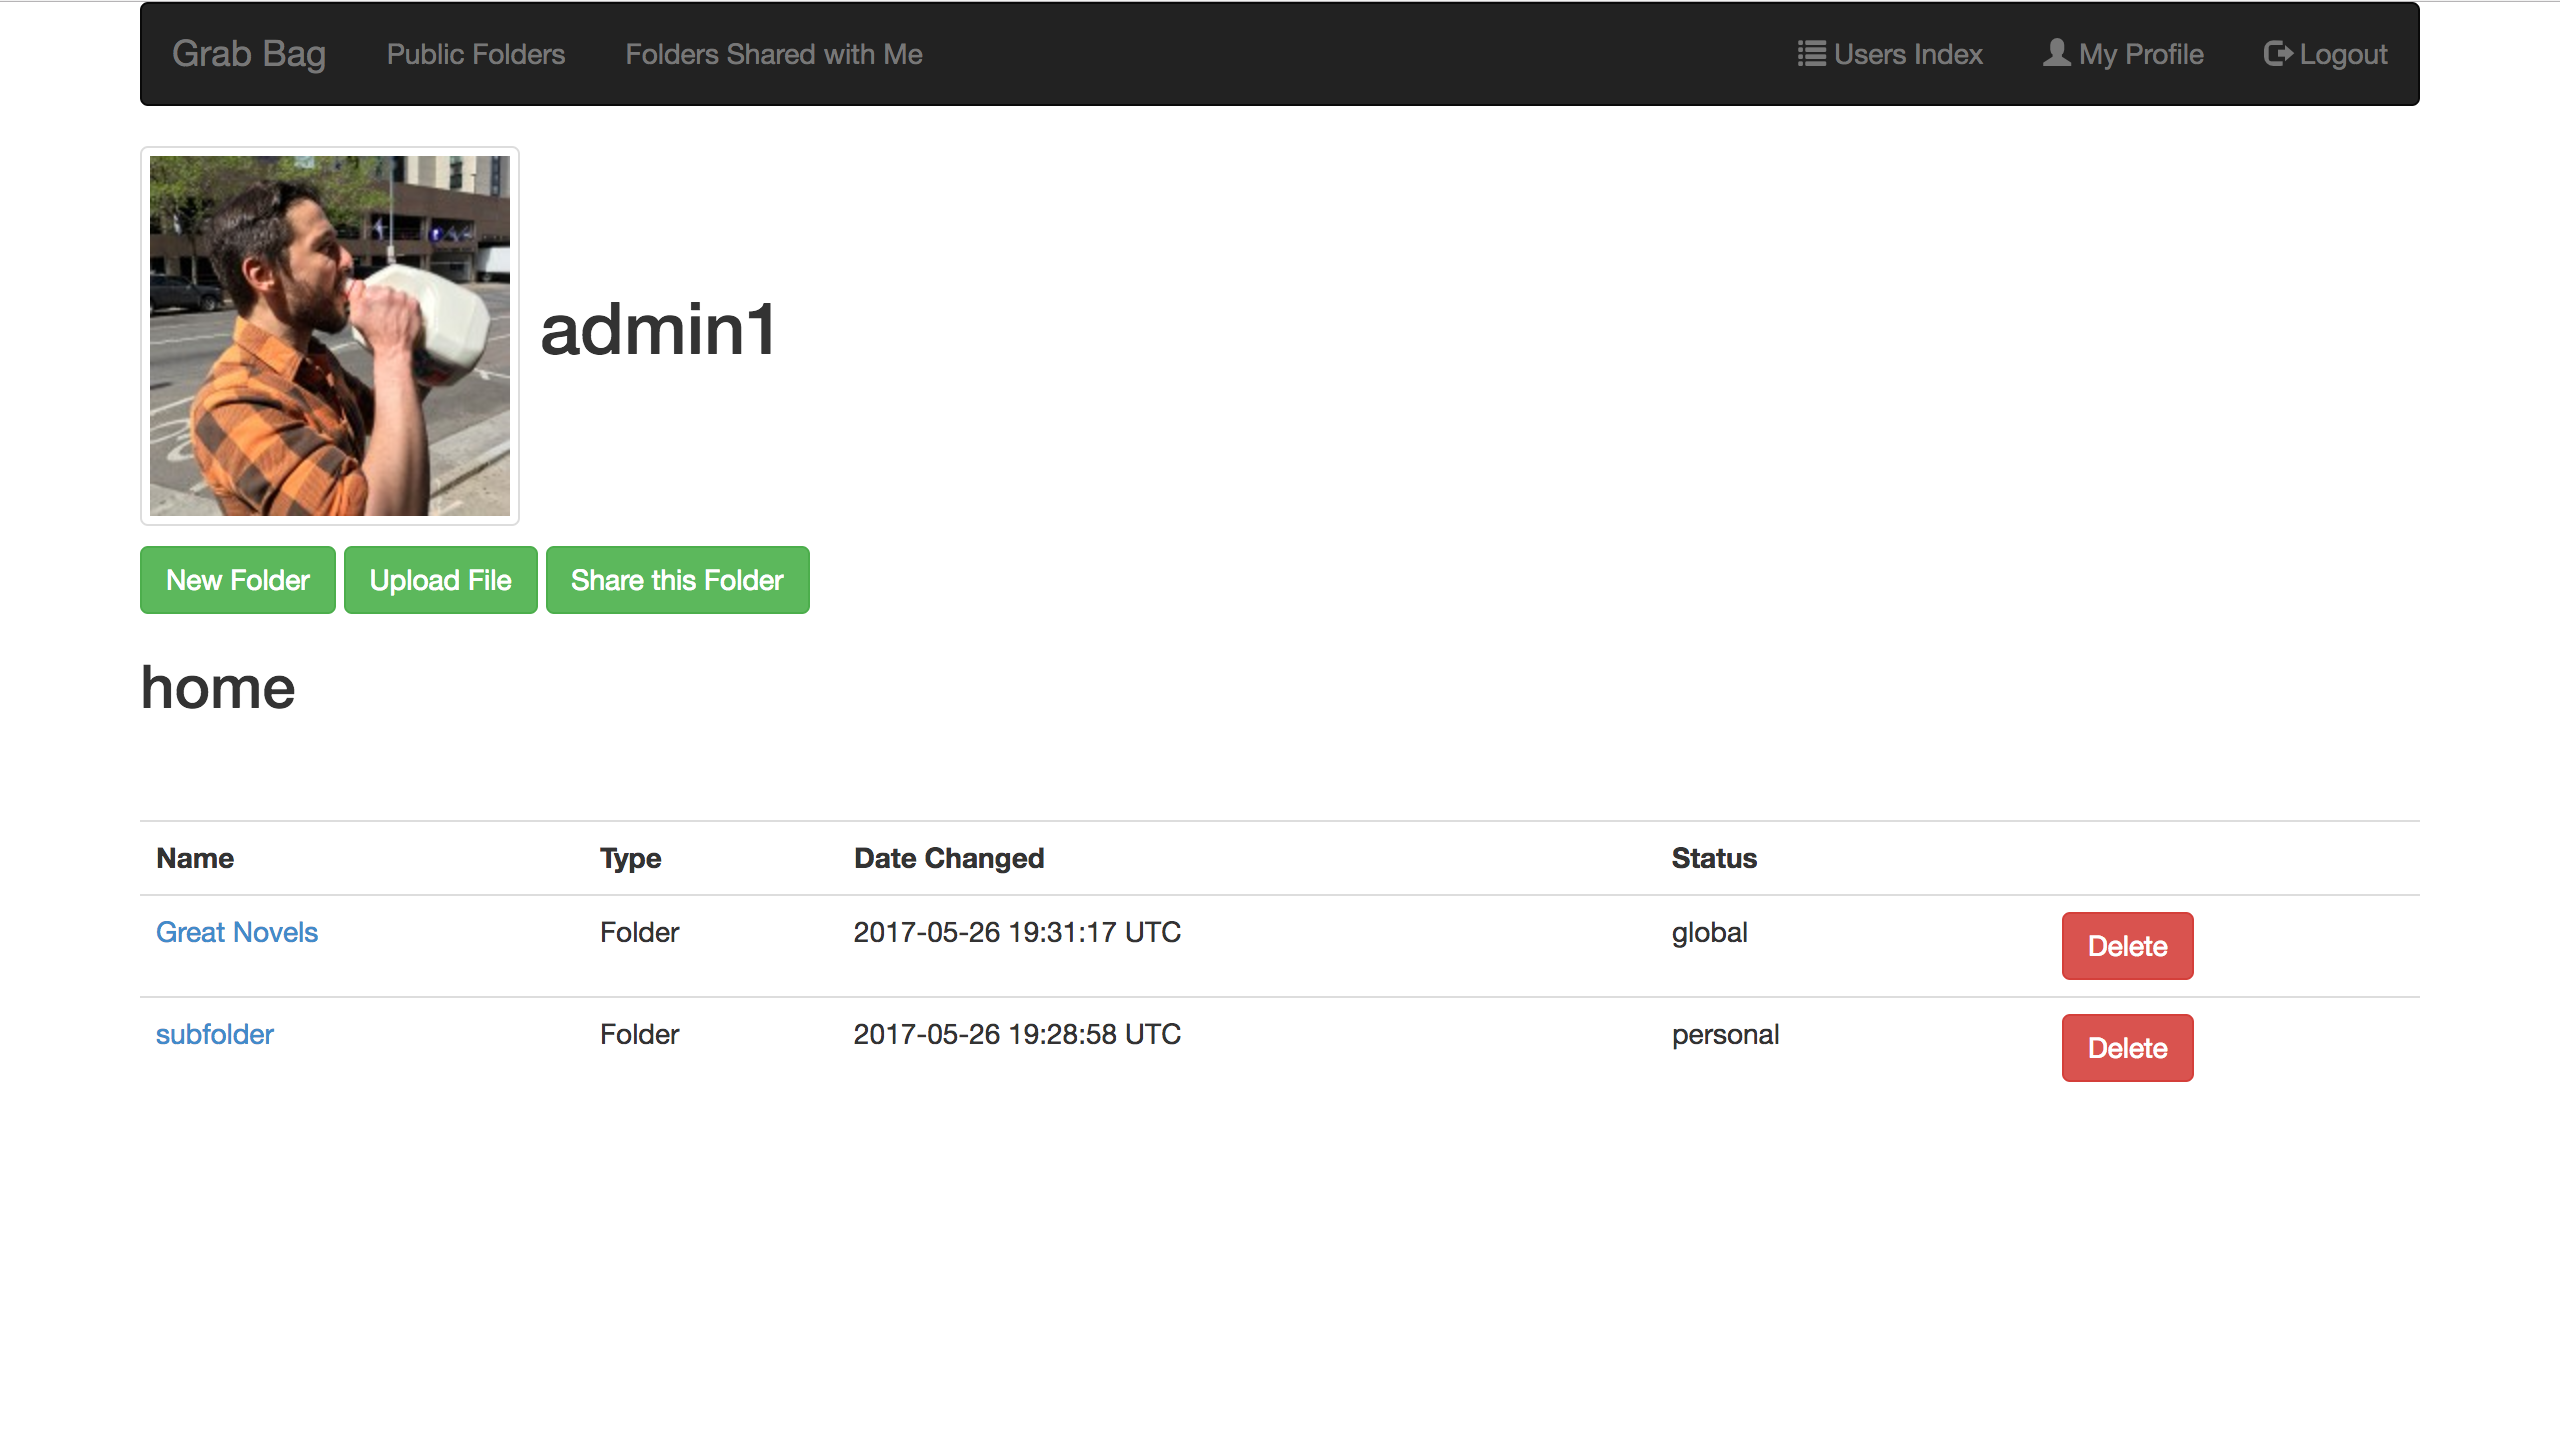 Grab Bag Public Folders Folders Shared with Me Users Index My Profile Logout
admin1
New Folder Upload File Share this Folder
home
Name Type Date Changed Status
Great Novels Folder 2017-05-26 19:31:17 UTC global Delete
subfolder Folder 2017-05-26 19:28:58 UTC personal Delete